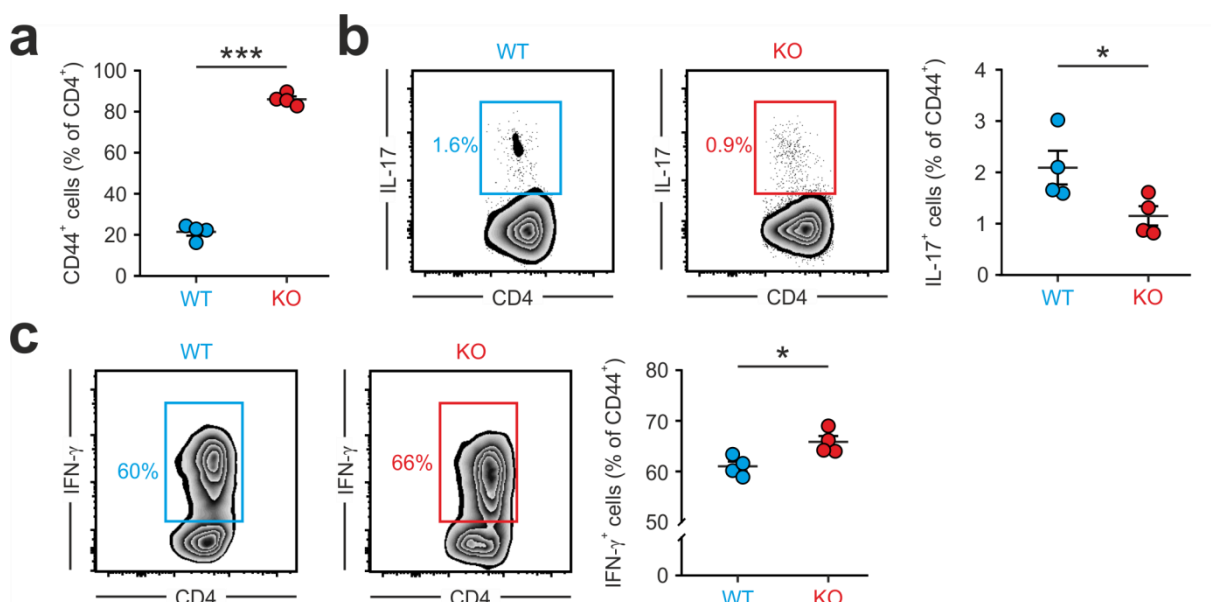 a
***
CD44⁺ cells (% of CD4⁺)
100
80
60
40
20
0
WT
KO
b
WT
IL-17
1.6%
CD4
KO
IL-17
0.9%
CD4
*
IL-17⁺ cells (% of CD44⁺)
4
3
2
1
0
WT
KO
c
WT
IFN-γ
60%
CD4
KO
IFN-γ
66%
CD4
*
IFN-γ⁺ cells (% of CD44⁺)
80
70
60
50
0
WT
KO